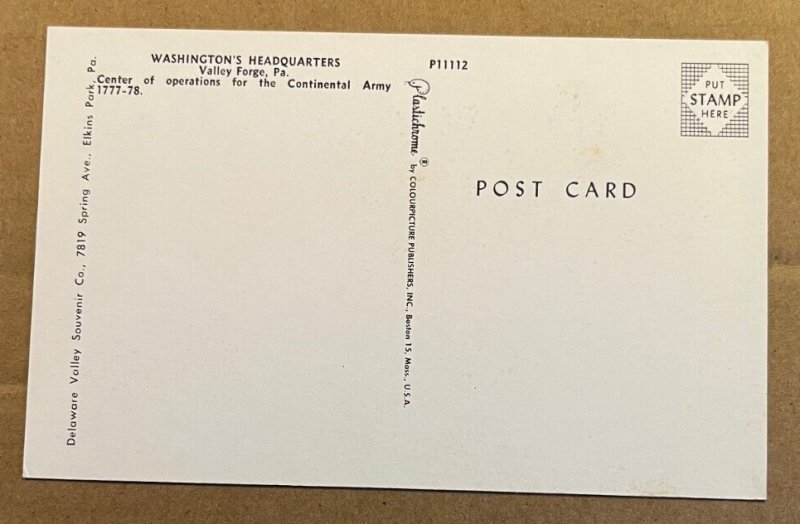 WASHINGTON'S HEADQUARTERS
Valley Forge, Pa.
Center of operations for the Continental Army
1777-78.
Delaware Valley Souvenir Co., 7819 Spring Ave., Elkins Park, Pa.
P11112
Plastichrome ® by COLOURPICTURE PUBLISHERS, INC., Boston 15, Mass., U.S.A.
PUT
STAMP
HERE
POST CARD